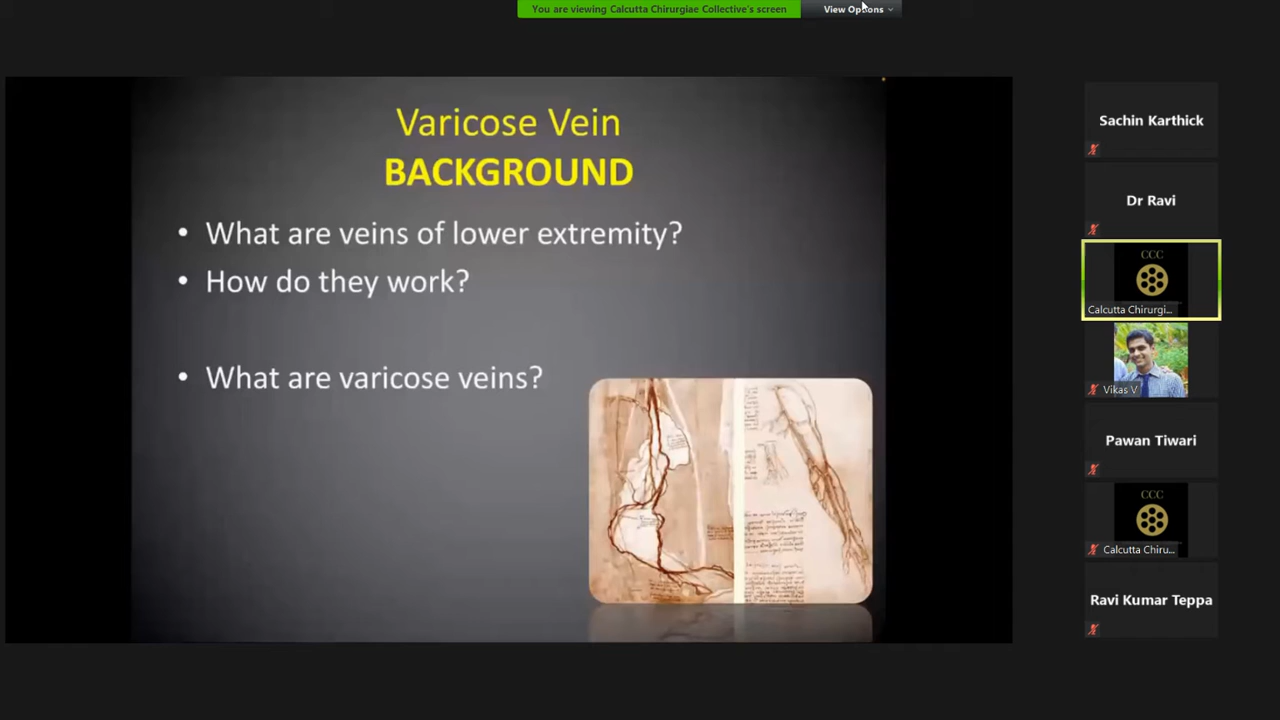 You are viewing Calcutta Chirurgiae Collective's screen
View Options
Varicose Vein
BACKGROUND
• What are veins of lower extremity?
• How do they work?
• What are varicose veins?
Sachin Karthick
Dr Ravi
CCC
Calcutta Chirurgi...
Vikas V
Pawan Tiwari
CCC
Calcutta Chiru...
Ravi Kumar Teppa